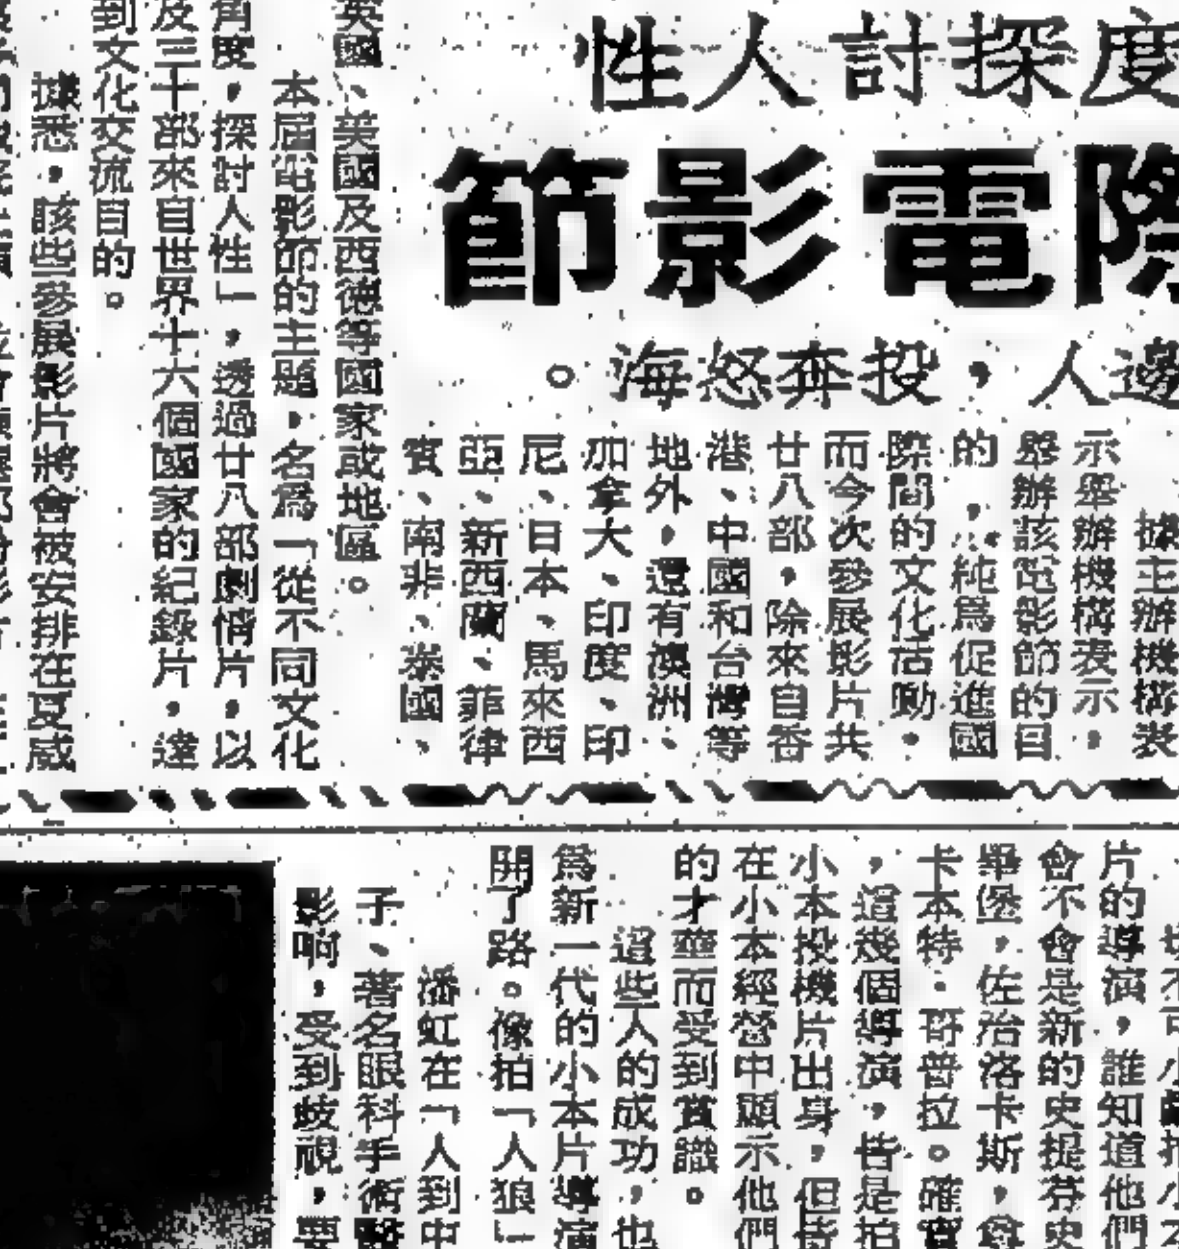 度探討人性
際電影節
邊人，投奔怒海。
據主辦機構表
示舉辦機構表示，
舉辦該電影節的目
的，純爲促進國
際間的文化活動。
而今次參展影片共
廿八部，除來自香
港、中國和台灣等
地外，還有澳洲、
加拿大、印度、印
尼、日本、馬來西
亞、新西蘭、菲律
賓、南非、泰國、
英國、美國及西德等國家或地區。
本屆電影節的主題，名爲「從不同文化
角度，探討人性」，透過廿八部劇情片，以
及三十部來自世界十六個國家的紀錄片，達
到文化交流目的。
據悉，該些參展影片將會被安排在夏威
片的導演，誰知道他們
會不會是新的史提芬史
畢堡，佐治洛卡斯，
卡本特・哥普拉。確實
，這幾個導演，皆是拍
小本投機片出身，但
在小本經營中顯示他們
的才華而受到賞識。
這些人的成功，也
爲新一代的小本片導演
開了路。像拍「人狼」
潘虹在「人到中
子、著名眼科手術醫
影响，受到歧視，要